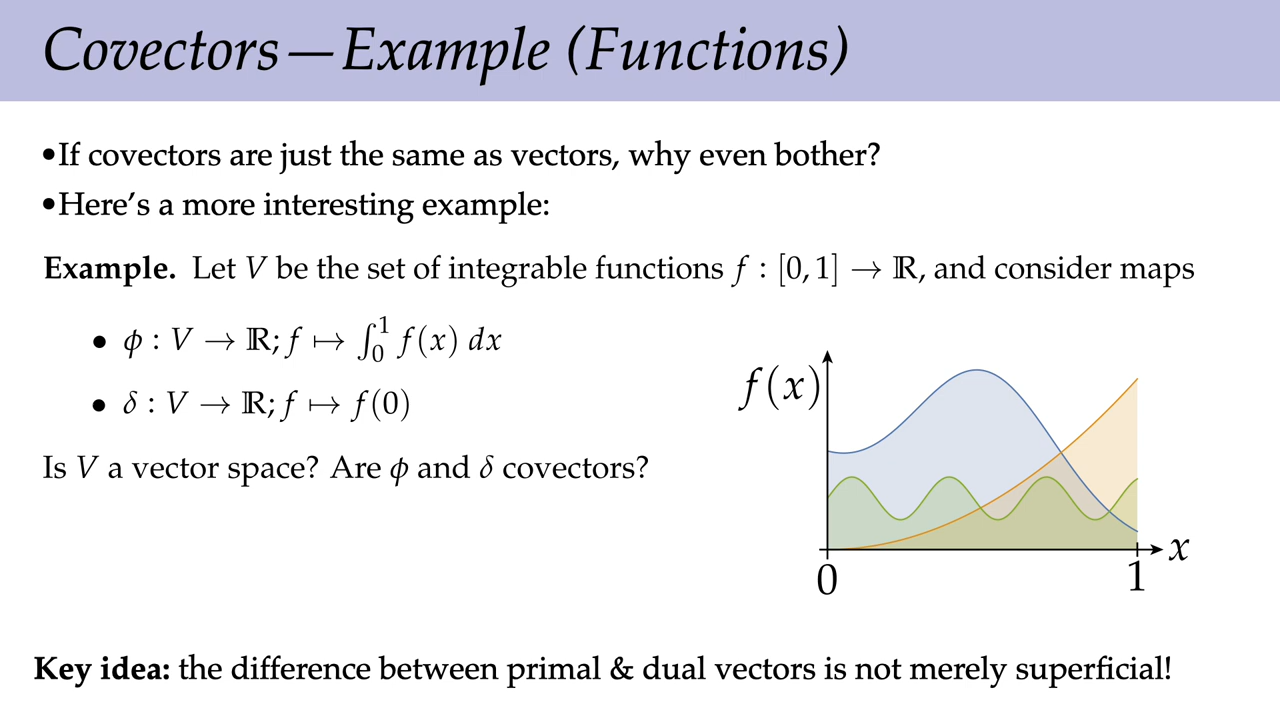 Covectors—Example (Functions)
•If covectors are just the same as vectors, why even bother?
•Here's a more interesting example:
Example. Let V be the set of integrable functions f : [0, 1] → ℝ, and consider maps
• ϕ : V → ℝ; f ↦ ∫₀¹ f(x) dx
• δ : V → ℝ; f ↦ f(0)
Is V a vector space? Are ϕ and δ covectors?
f(x)
x
0
1
Key idea: the difference between primal & dual vectors is not merely superficial!